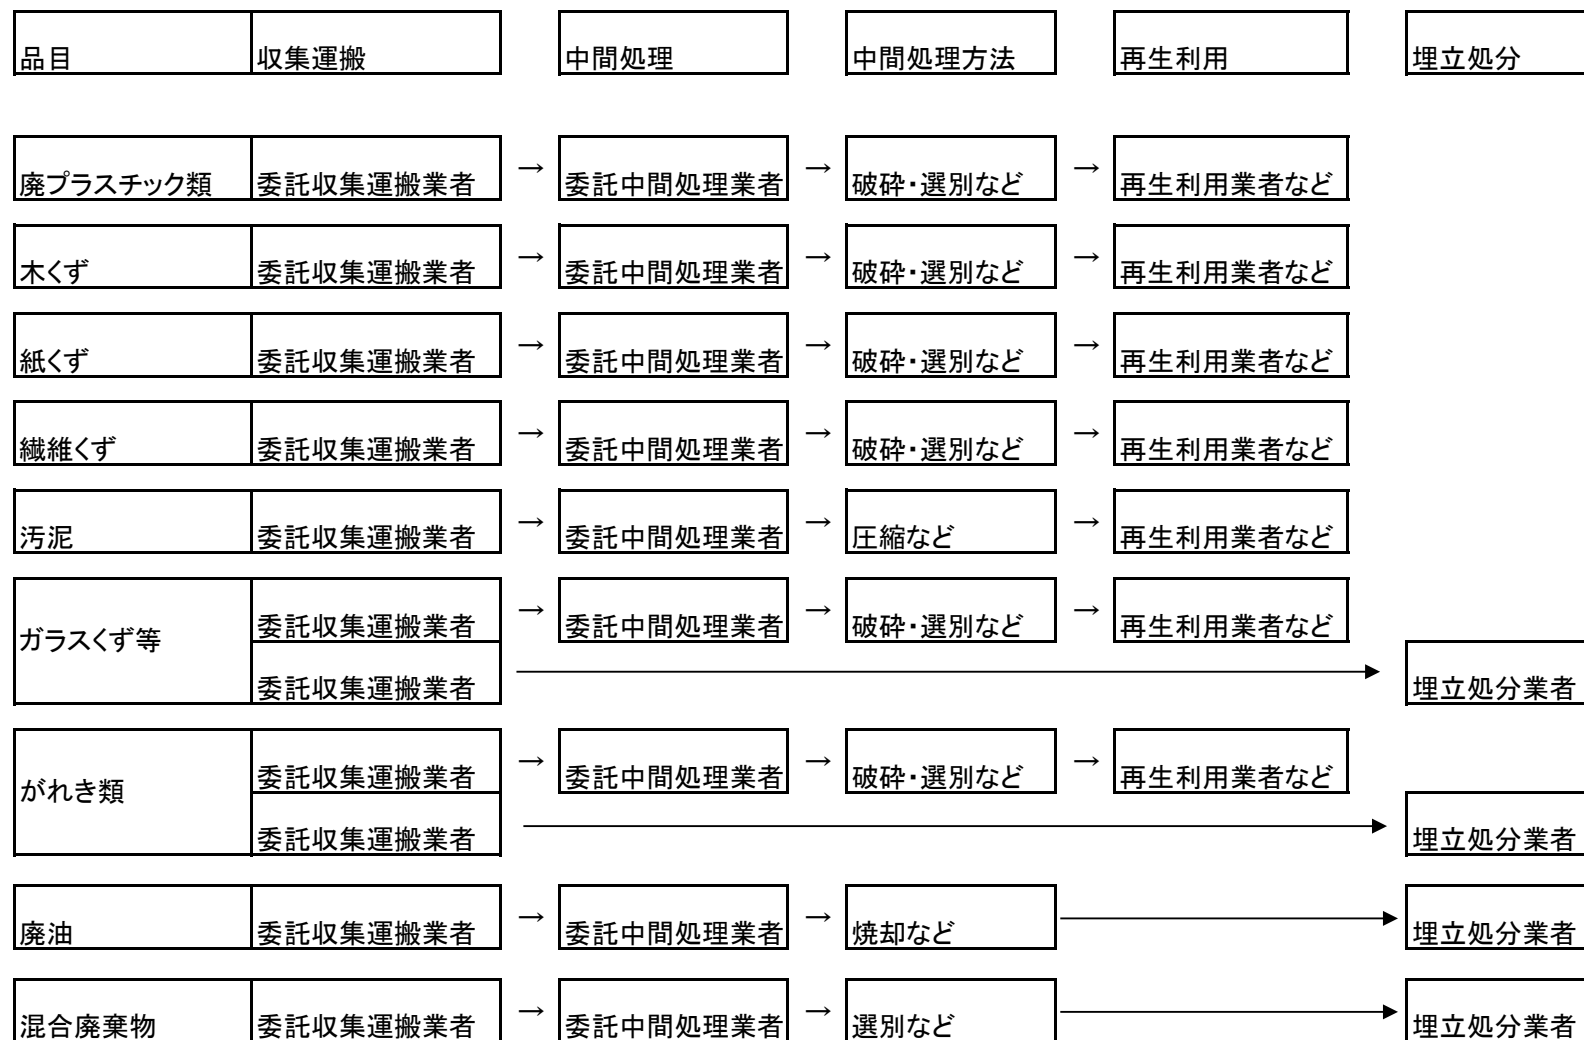 品目 収集運搬 中間処理 中間処理方法 再生利用 埋立処分
廃プラスチック類 委託収集運搬業者 → 委託中間処理業者 → 破砕・選別など → 再生利用業者など
木くず 委託収集運搬業者 → 委託中間処理業者 → 破砕・選別など → 再生利用業者など
紙くず 委託収集運搬業者 → 委託中間処理業者 → 破砕・選別など → 再生利用業者など
繊維くず 委託収集運搬業者 → 委託中間処理業者 → 破砕・選別など → 再生利用業者など
汚泥 委託収集運搬業者 → 委託中間処理業者 → 圧縮など → 再生利用業者など
ガラスくず等 委託収集運搬業者 → 委託中間処理業者 → 破砕・選別など → 再生利用業者など
委託収集運搬業者 埋立処分業者
がれき類 委託収集運搬業者 → 委託中間処理業者 → 破砕・選別など → 再生利用業者など
委託収集運搬業者 埋立処分業者
廃油 委託収集運搬業者 → 委託中間処理業者 → 焼却など 埋立処分業者
混合廃棄物 委託収集運搬業者 → 委託中間処理業者 → 選別など 埋立処分業者